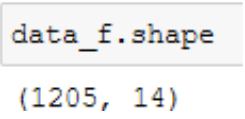 data_f.shape
(1205, 14)